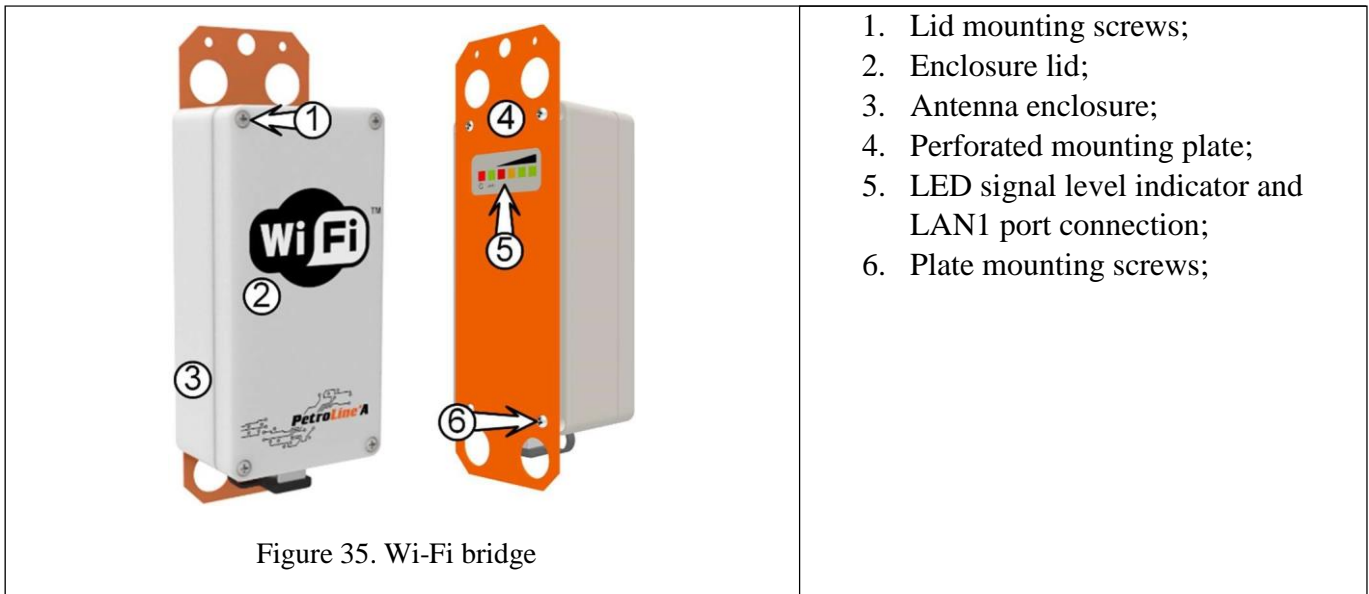 1
2
3
WiFi
TM
PetroLine'A
4
5
6
Figure 35. Wi-Fi bridge
1. Lid mounting screws;
2. Enclosure lid;
3. Antenna enclosure;
4. Perforated mounting plate;
5. LED signal level indicator and
LAN1 port connection;
6. Plate mounting screws;